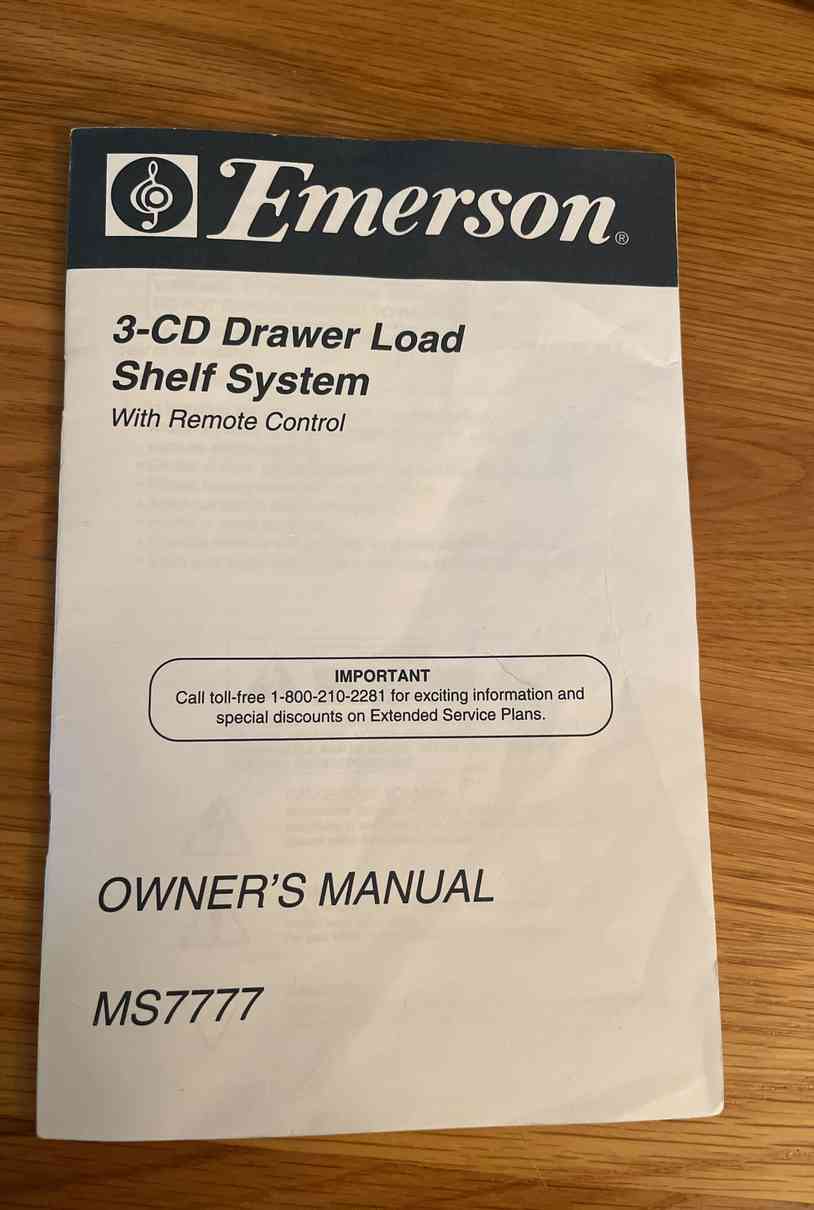 Emerson®
3-CD Drawer Load
Shelf System
With Remote Control
IMPORTANT
Call toll-free 1-800-210-2281 for exciting information and
special discounts on Extended Service Plans.
OWNER'S MANUAL
MS7777